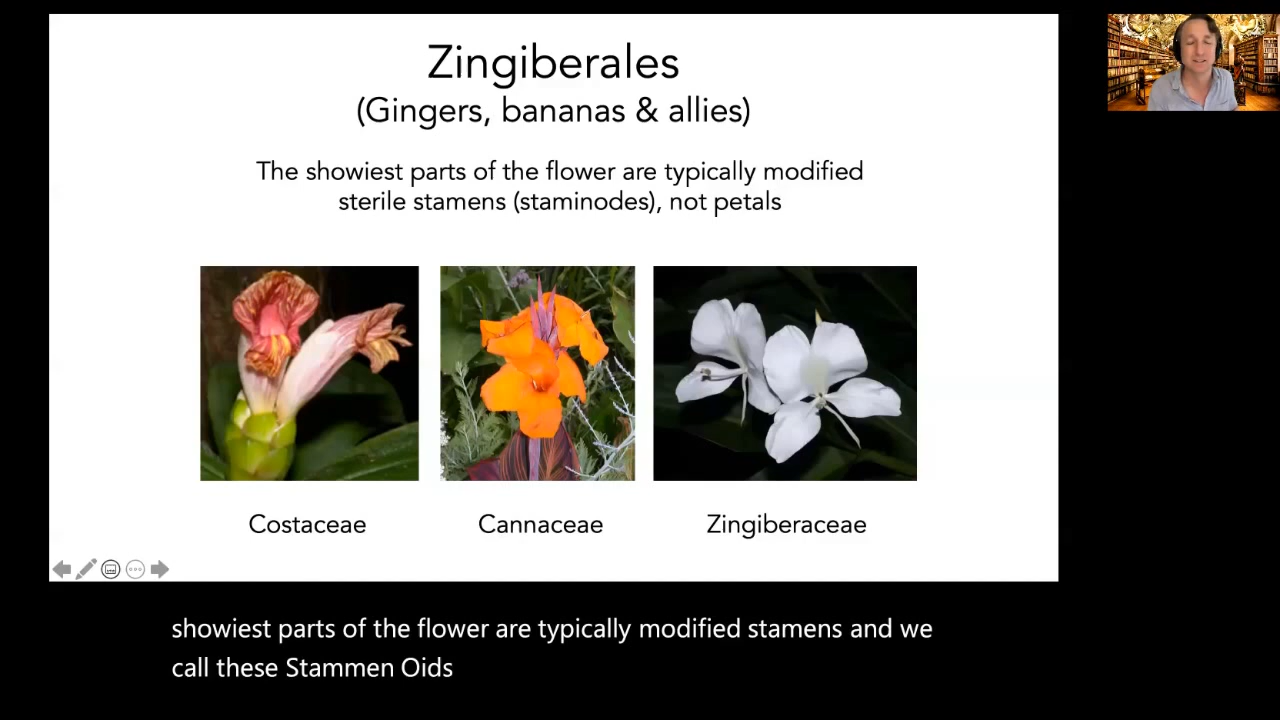 Zingiberales
(Gingers, bananas & allies)
The showiest parts of the flower are typically modified
sterile stamens (staminodes), not petals
Costaceae
Cannaceae
Zingiberaceae
showiest parts of the flower are typically modified stamens and we
call these Stammen Oids